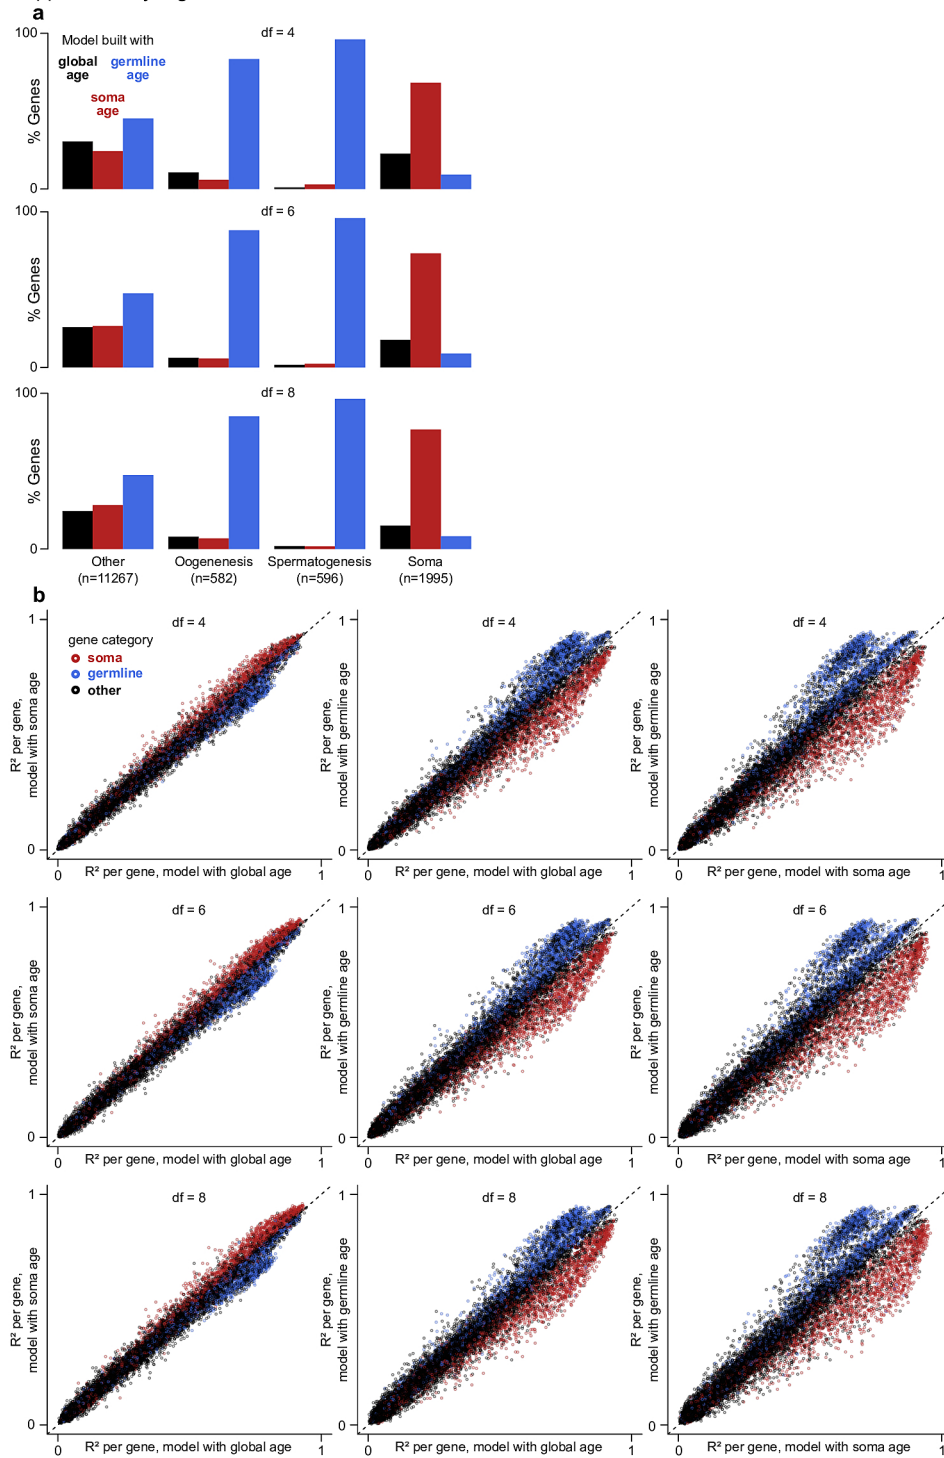 a
100
Model built with
df = 4
global age
germline age
soma age
% Genes
0
100
df = 6
% Genes
0
100
df = 8
% Genes
0
Other
(n=11267)
Oogenenesis
(n=582)
Spermatogenesis
(n=596)
Soma
(n=1995)
b
1
df = 4
gene category
soma
germline
other
R² per gene,
model with soma age
0
0
R² per gene, model with global age
1
1
df = 4
R² per gene,
model with germline age
0
0
R² per gene, model with global age
1
1
df = 4
R² per gene,
model with germline age
0
0
R² per gene, model with soma age
1
1
df = 6
R² per gene,
model with soma age
0
0
R² per gene, model with global age
1
1
df = 6
R² per gene,
model with germline age
0
0
R² per gene, model with global age
1
1
df = 6
R² per gene,
model with germline age
0
0
R² per gene, model with soma age
1
1
df = 8
R² per gene,
model with soma age
0
0
R² per gene, model with global age
1
1
df = 8
R² per gene,
model with germline age
0
0
R² per gene, model with global age
1
1
df = 8
R² per gene,
model with germline age
0
0
R² per gene, model with soma age
1